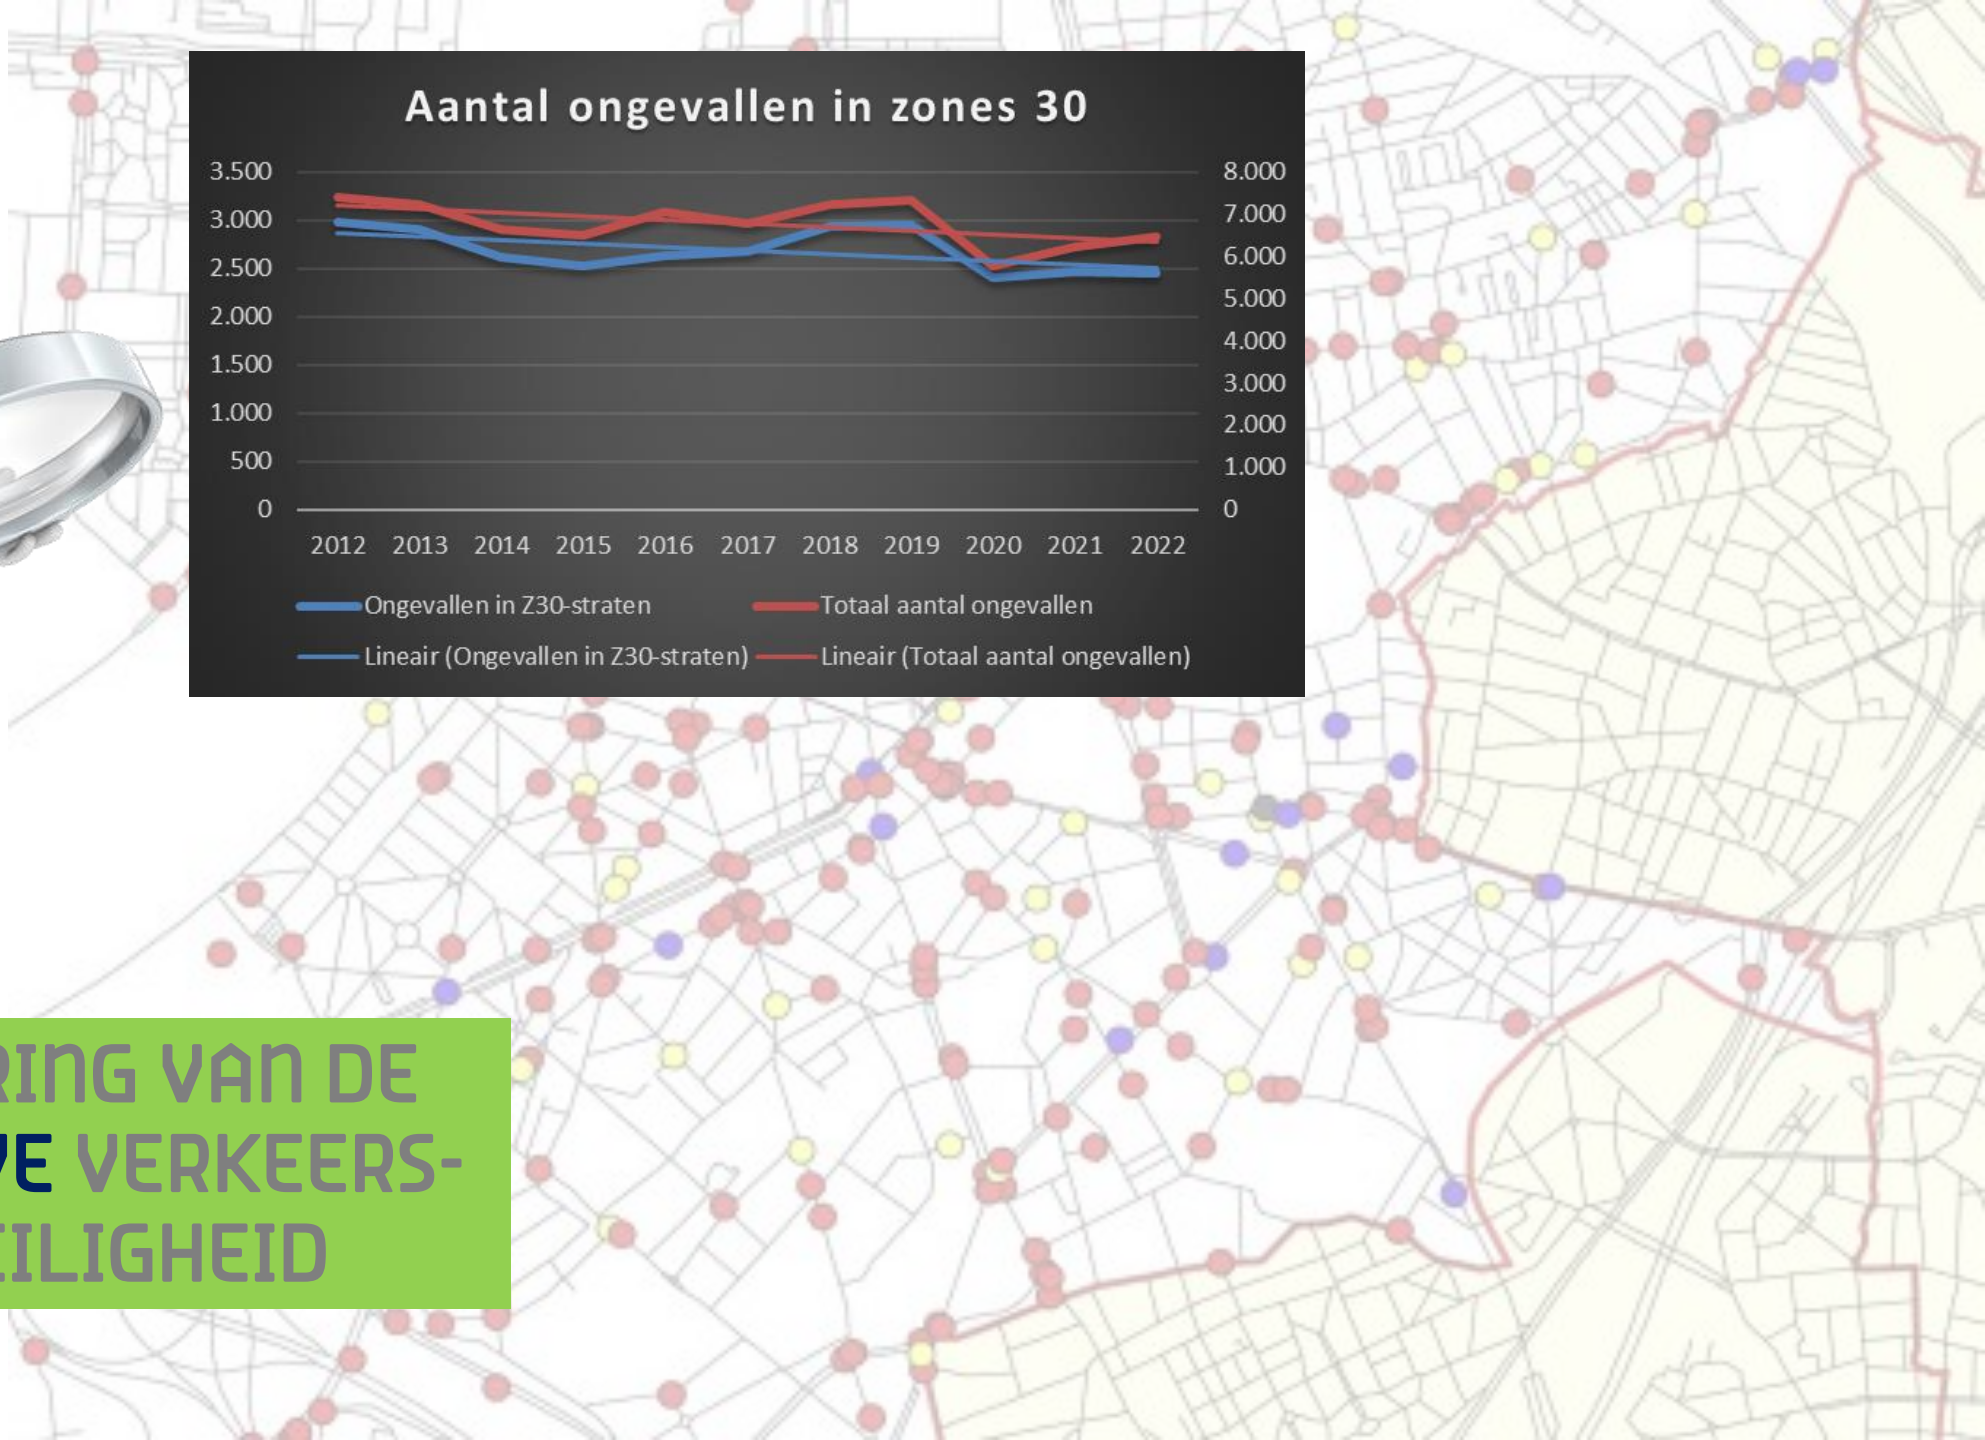 Aantal ongevallen in zones 30
3.500
3.000
2.500
2.000
1.500
1.000
500
0
8.000
7.000
6.000
5.000
4.000
3.000
2.000
1.000
0
2012 2013 2014 2015 2016 2017 2018 2019 2020 2021 2022
Ongevallen in Z30-straten Totaal aantal ongevallen
Lineair (Ongevallen in Z30-straten) Lineair (Totaal aantal ongevallen)
RING VAN DE
VE VERKEERS-
EILIGHEID